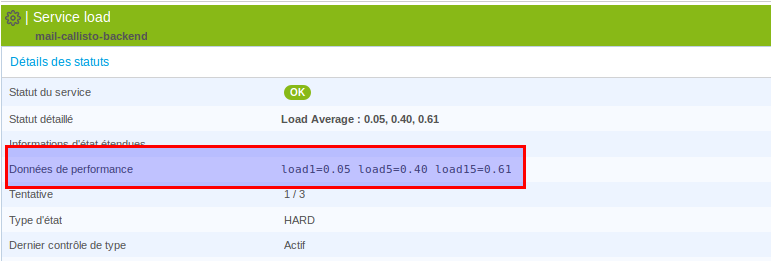 | Service load
mail-callisto-backend
Détails des statuts
Statut du service OK
Statut détaillé Load Average : 0.05, 0.40, 0.61
Informations d'état étendues
Données de performance load1=0.05 load5=0.40 load15=0.61
Tentative 1 / 3
Type d'état HARD
Dernier contrôle de type Actif